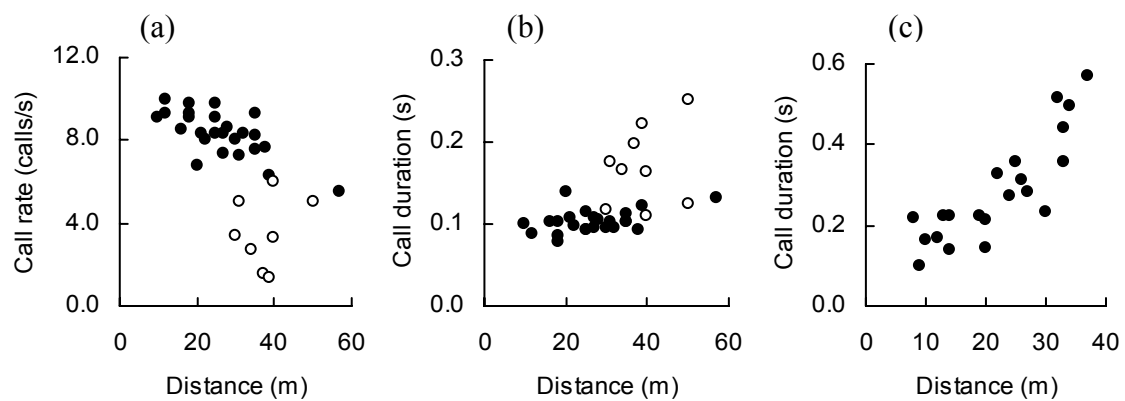 (a)
12.0
8.0
4.0
0.0
Call rate (calls/s)
0 20 40 60
Distance (m)
(b)
0.3
0.2
0.1
0.0
Call duration (s)
0 20 40 60
Distance (m)
(c)
0.6
0.4
0.2
0.0
Call duration (s)
0 10 20 30 40
Distance (m)